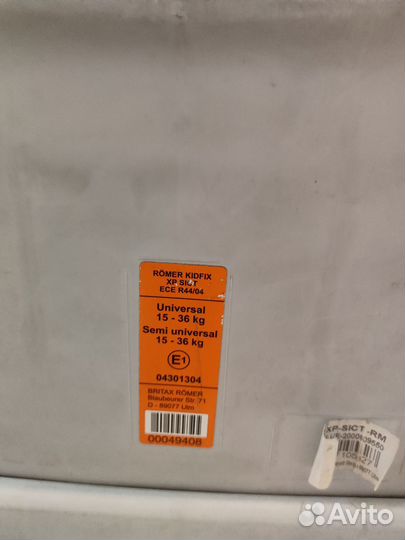 RÖMER KIDFIX
XP SICT
ECE R44/04
Universal
15 - 36 kg
Semi universal
15 - 36 kg
E1
04301304
BRITAX RÖMER
Blaubeurer Str. 71
D - 89077 Ulm
00049408
XP-SICT -RM
Avito